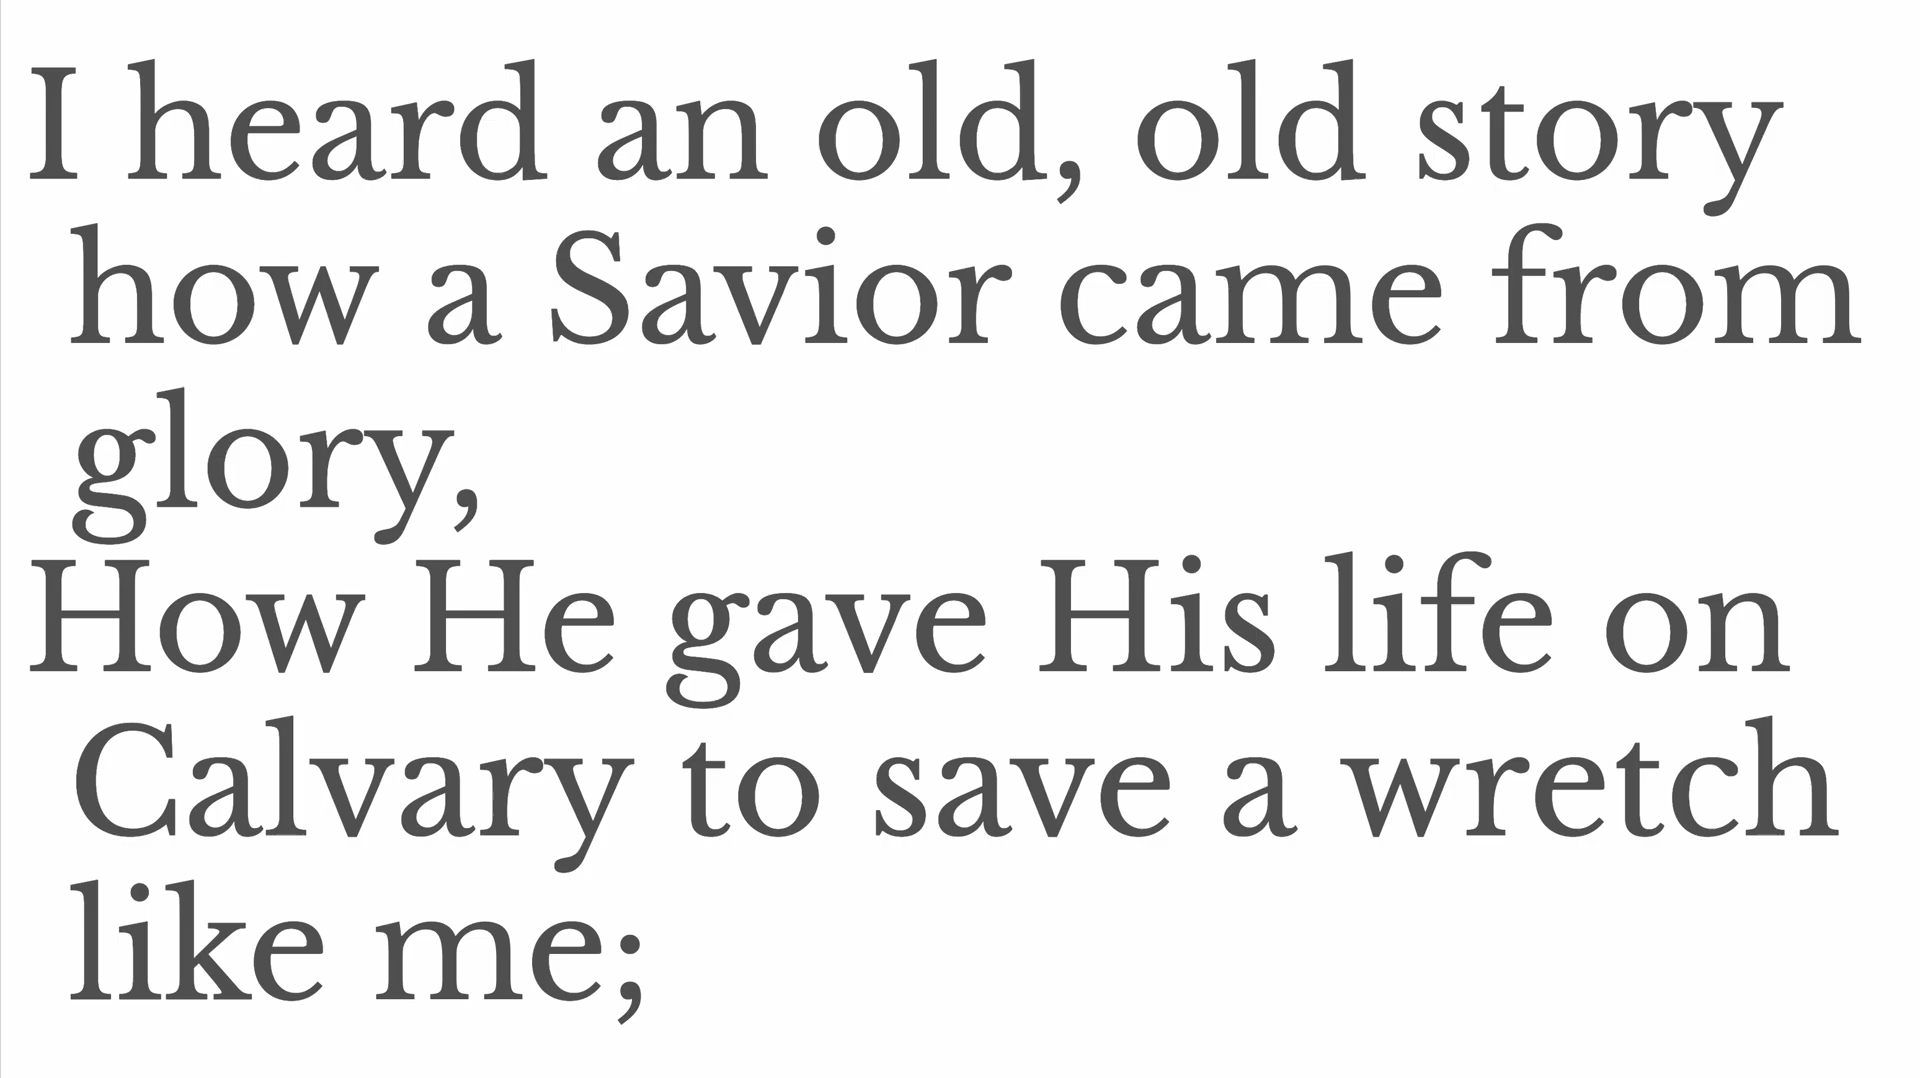 I heard an old, old story
how a Savior came from
glory,
How He gave His life on
Calvary to save a wretch
like me;